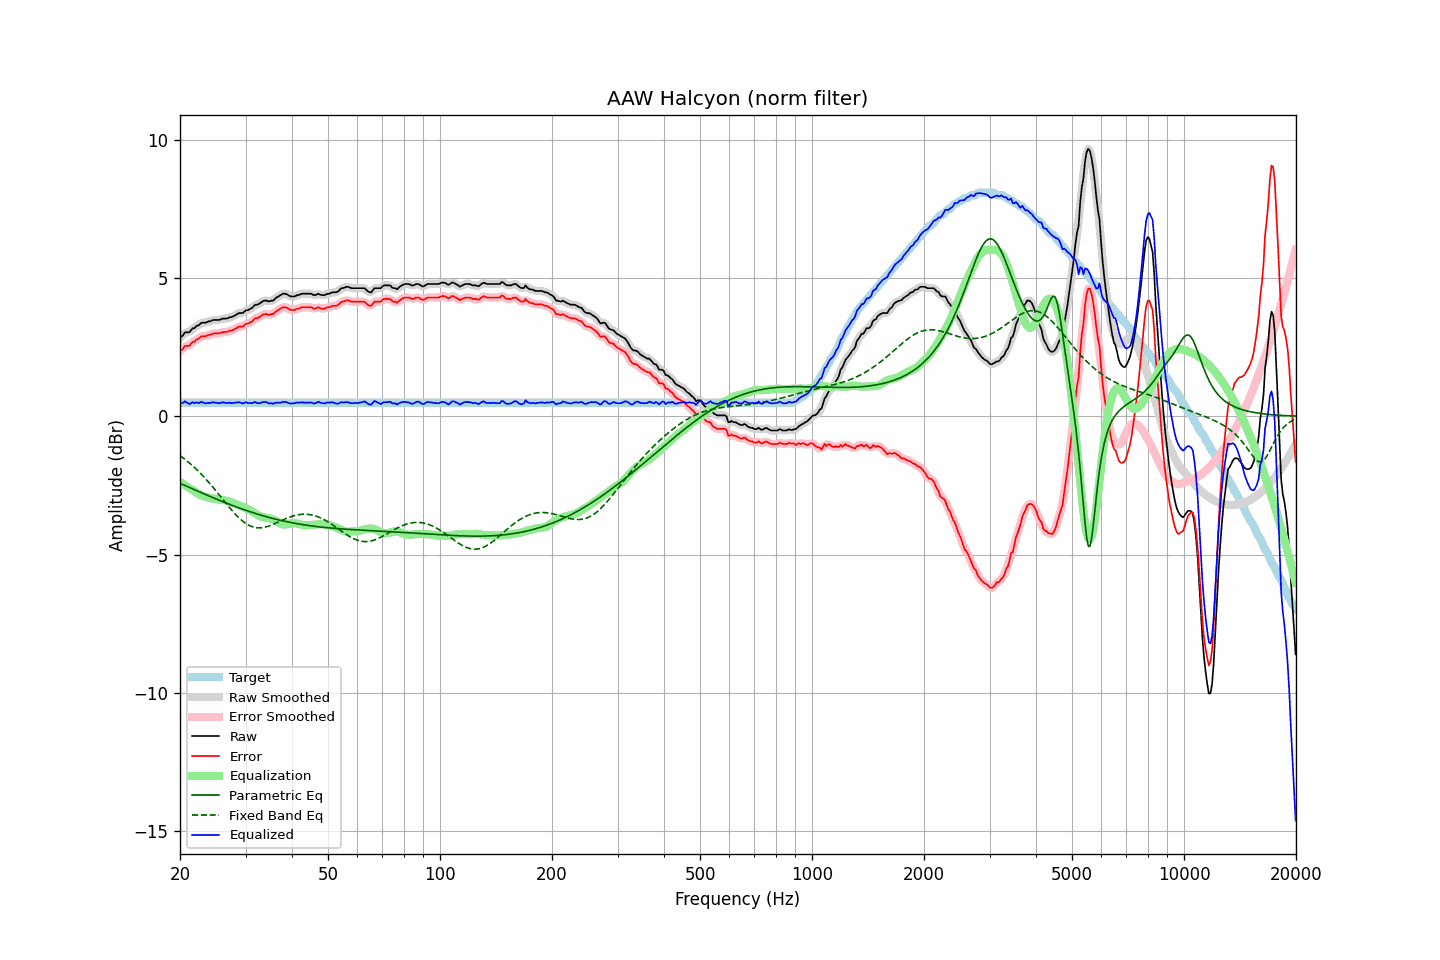 AAW Halcyon (norm filter)
10
5
0
−5
−10
−15
Amplitude (dBr)
Target
Raw Smoothed
Error Smoothed
Raw
Error
Equalization
Parametric Eq
Fixed Band Eq
Equalized
20 50 100 200 500 1000 2000 5000 10000 20000
Frequency (Hz)